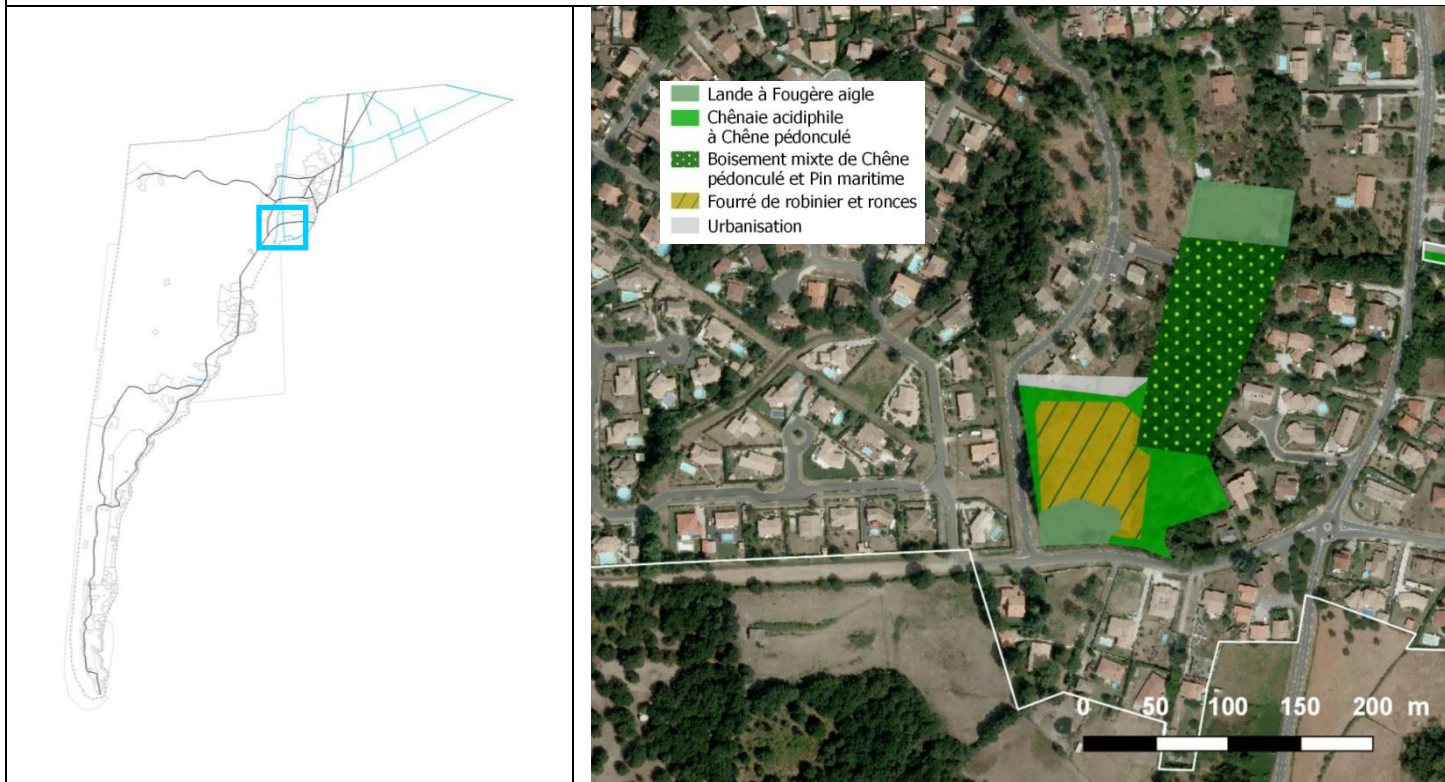 Lande à Fougère aigle
Chênaie acidiphile
à Chêne pédonculé
Boisement mixte de Chêne
pédonculé et Pin maritime
Fourré de robinier et ronces
Urbanisation
0 50 100 150 200 m